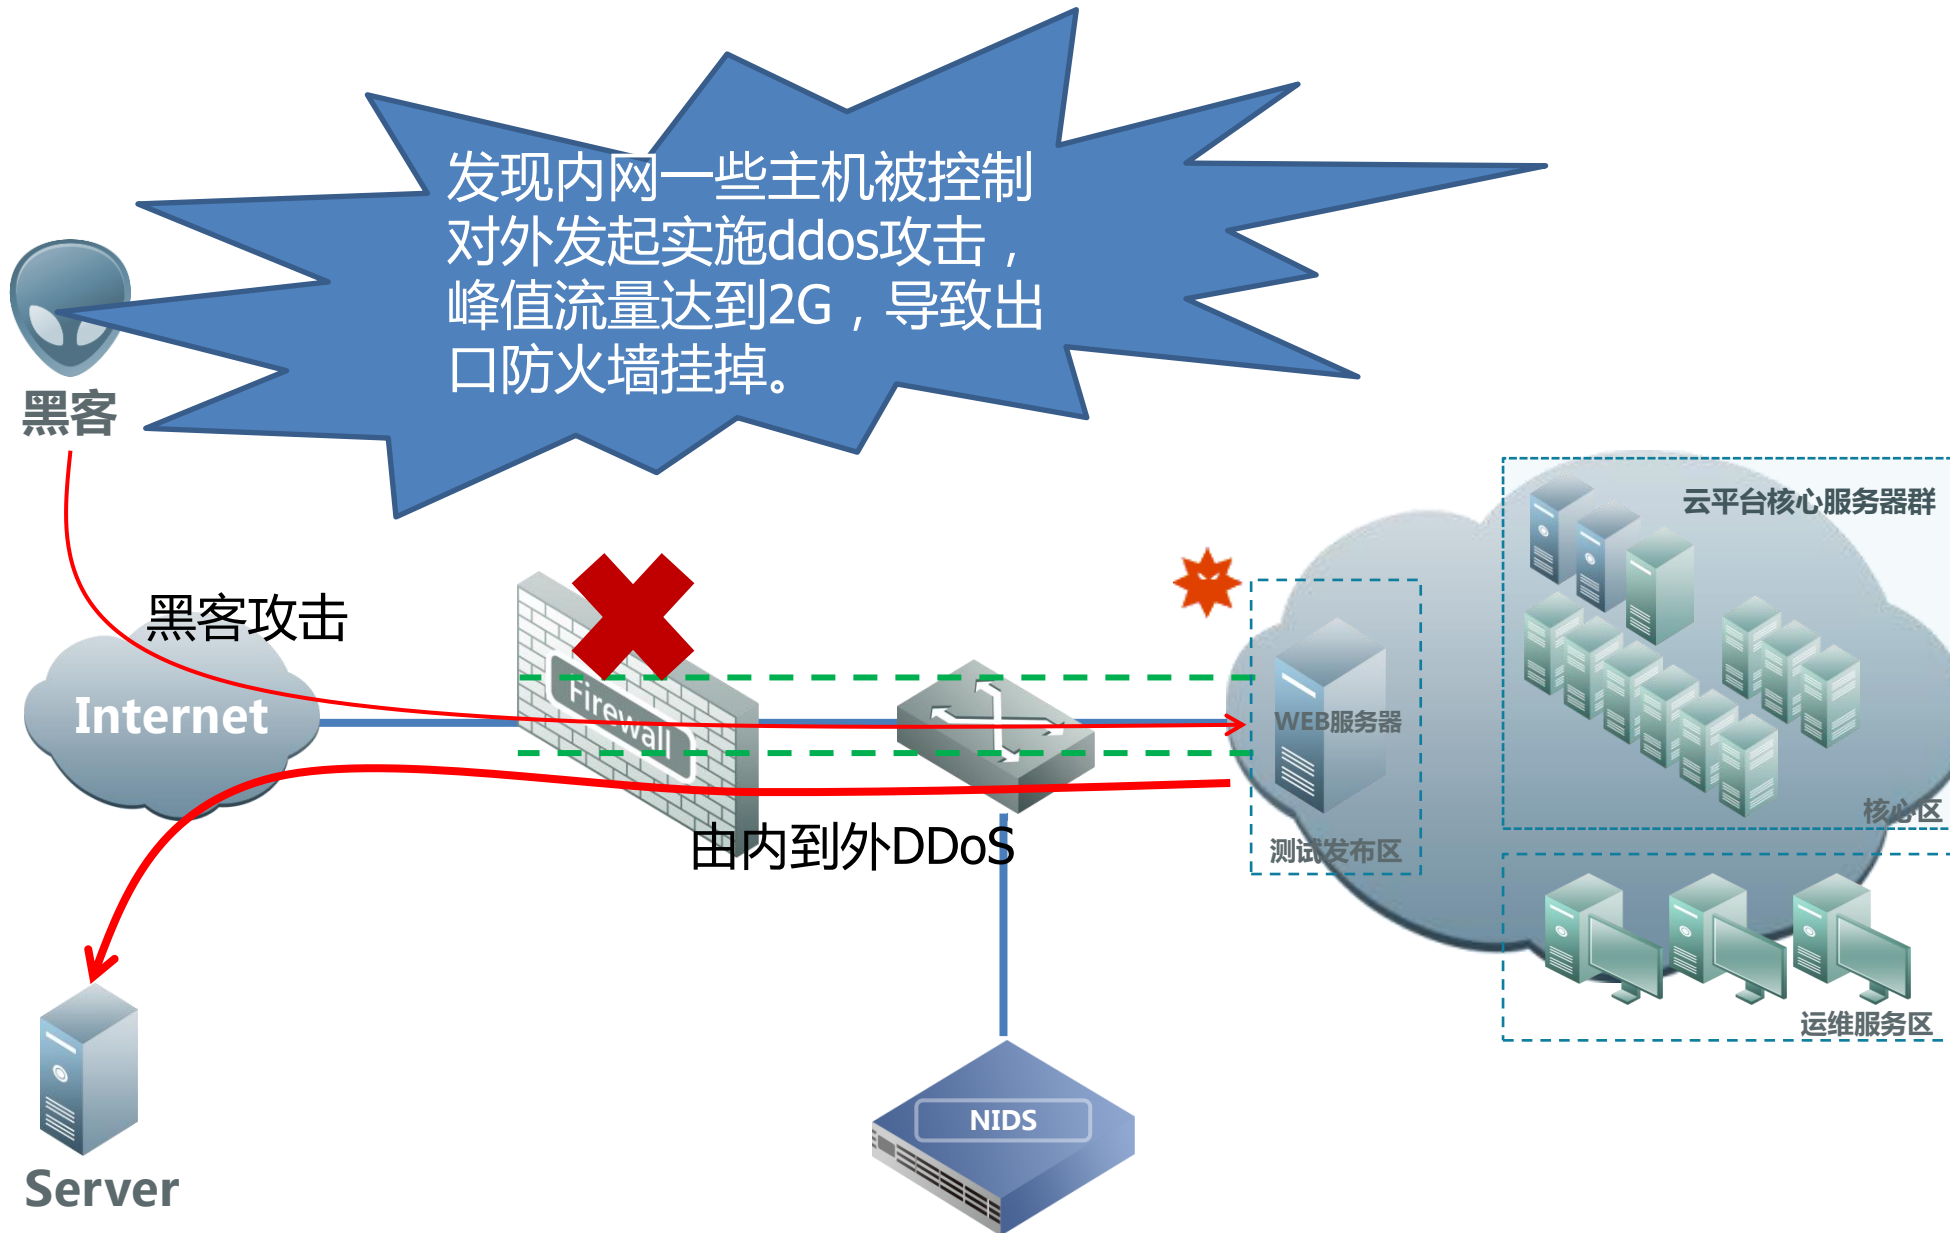 发现内网一些主机被控制
对外发起实施ddos攻击，
峰值流量达到2G，导致出
口防火墙挂掉。
黑客
云平台核心服务器群
黑客攻击
Internet
Firewall
WEB服务器
核心区
由内到外DDoS
测试发布区
运维服务区
NIDS
Server